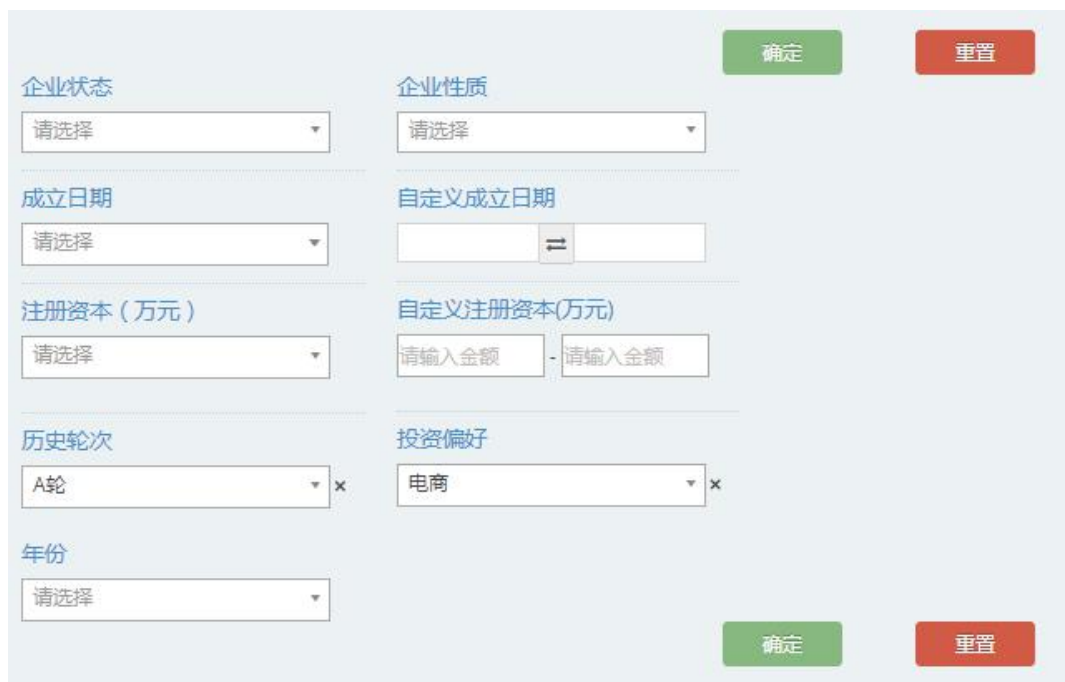 确定 重置
企业状态 企业性质
请选择 请选择
成立日期 自定义成立日期
请选择
注册资本（万元） 自定义注册资本(万元)
请选择 请输入金额 - 请输入金额
历史轮次 投资偏好
A轮 × 电商 ×
年份
请选择
确定 重置